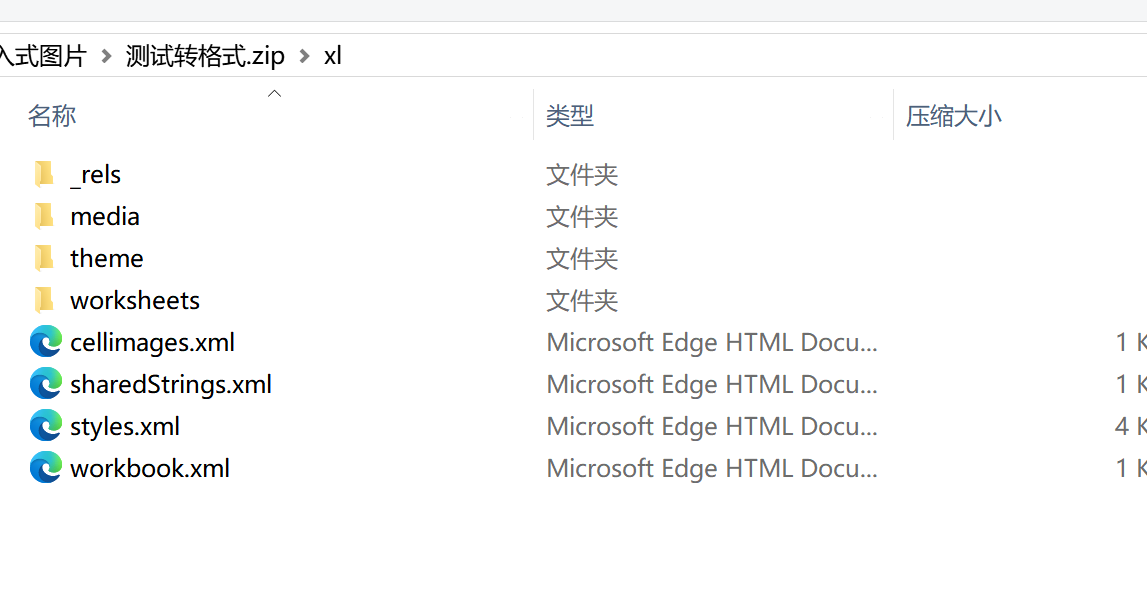 入式图片 > 测试转格式.zip > xl
名称 类型 压缩大小
_rels 文件夹
media 文件夹
theme 文件夹
worksheets 文件夹
cellimages.xml Microsoft Edge HTML Docu... 1 K
sharedStrings.xml Microsoft Edge HTML Docu... 1 K
styles.xml Microsoft Edge HTML Docu... 4 K
workbook.xml Microsoft Edge HTML Docu... 1 K